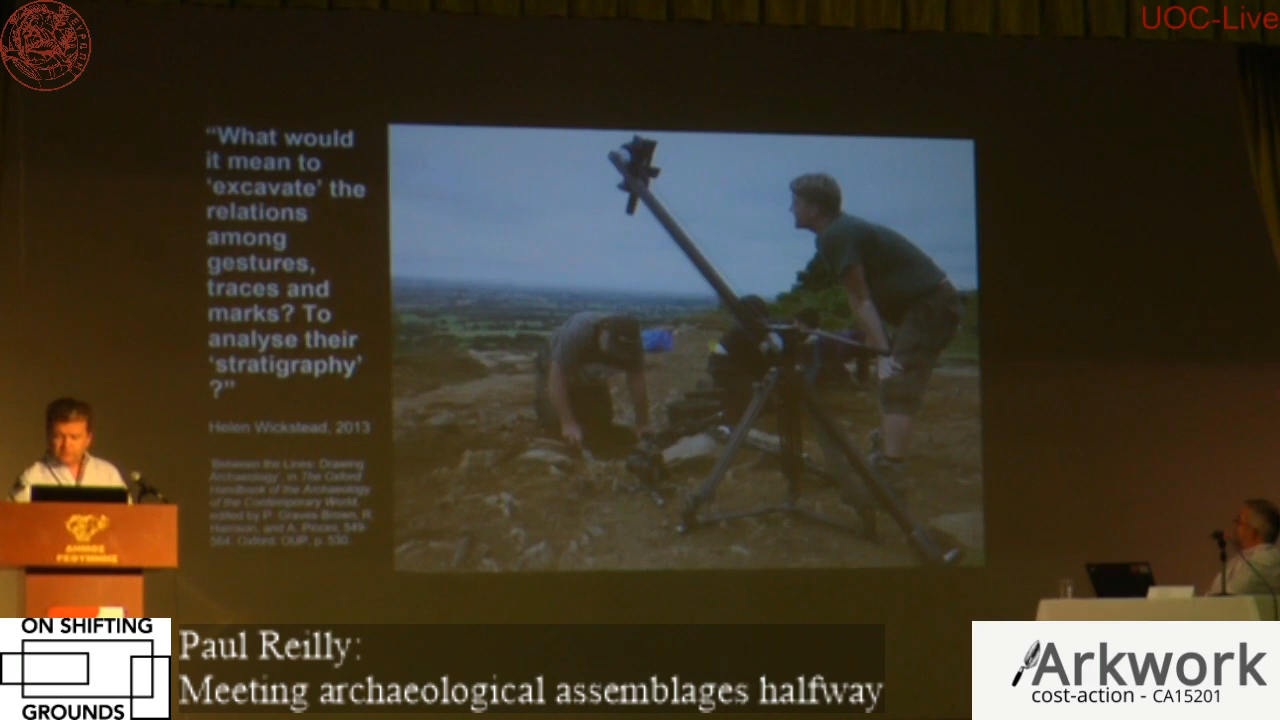 UOC-Live
“What would
it mean to
‘excavate’ the
relations
among
gestures,
traces and
marks? To
analyse their
‘stratigraphy’
?”
Helen Wickstead, 2013
'Between the Lines: Drawing
Archaeology', in The Oxford
Handbook of the Archaeology
of the Contemporary World,
edited by P. Graves-Brown, R.
Harrison, and A. Piccini, 549-
564. Oxford: OUP, p. 530.
ΔΗΜΟΣ
ΡΕΘΥΜΝΗΣ
ON SHIFTING
GROUNDS
Paul Reilly:
Meeting archaeological assemblages halfway
Arkwork
cost-action - CA15201